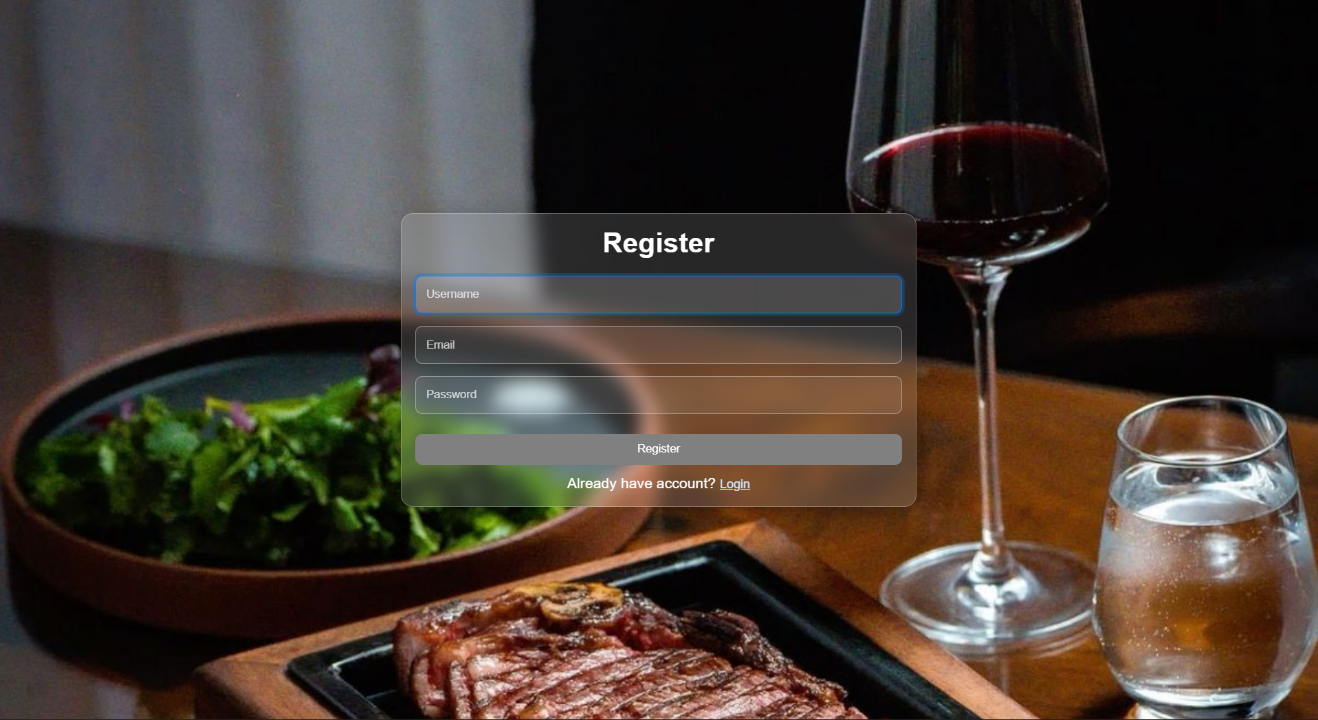 Register
Username
Email
Password
Register
Already have account? Login